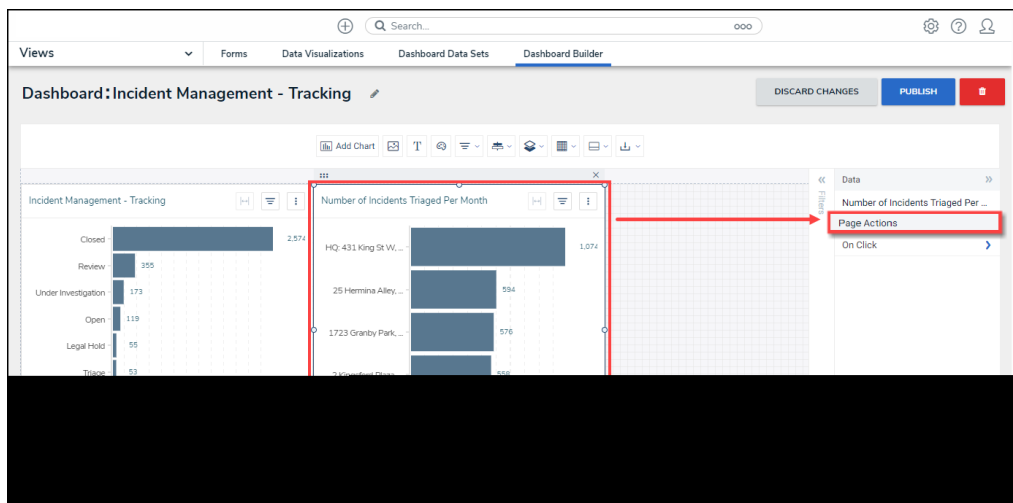 Search... ooo
Views Forms Data Visualizations Dashboard Data Sets Dashboard Builder
Dashboard: Incident Management - Tracking DISCARD CHANGES PUBLISH
Add Chart T
Data
Incident Management - Tracking
Number of Incidents Triaged Per Month
Filters
Number of Incidents Triaged Per ...
Page Actions
On Click
Closed 2,574
Review 355
Under Investigation 173
Open 119
Legal Hold 55
Triage 53
HQ: 431 King St W, ... 1,074
25 Hermina Alley, ... 594
1723 Granby Park, ... 576
558